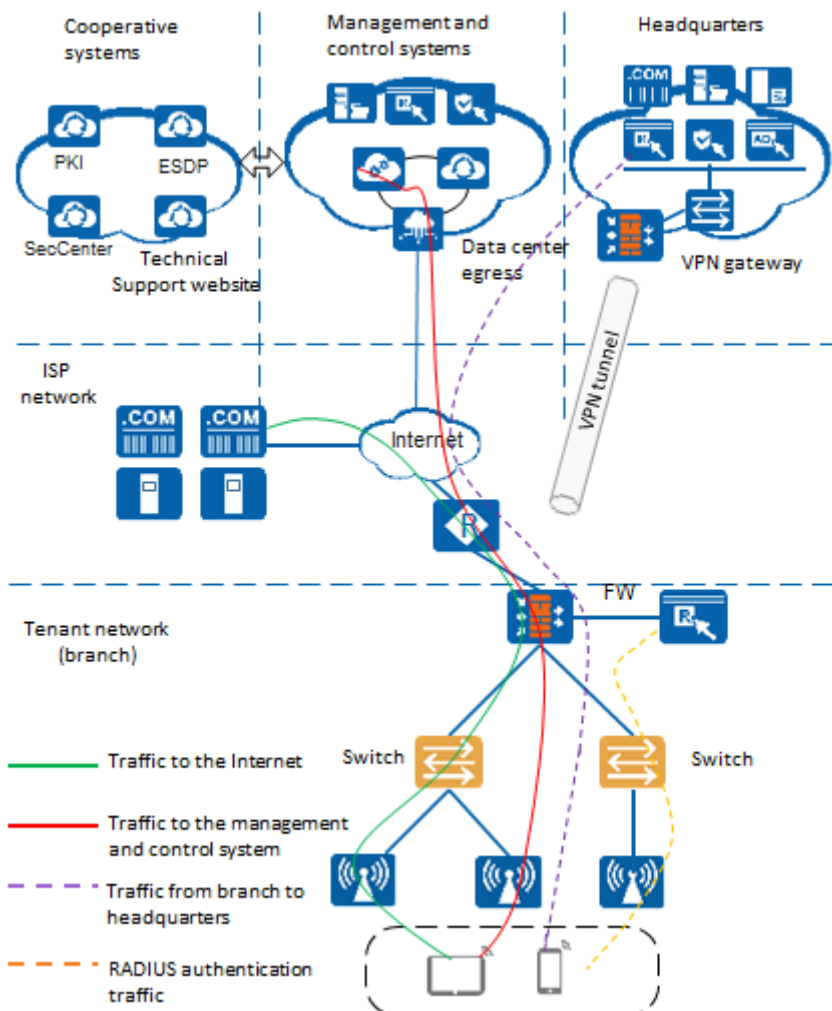 Cooperative
systems
Management and
control systems
Headquarters
.COM
R
AD
PKI
ESDP
SecCenter
Technical
Support website
Data center
egress
VPN gateway
VPN tunnel
ISP
network
.COM
.COM
Internet
R
FW
R
Tenant network
(branch)
Switch
Switch
Traffic to the Internet
Traffic to the management
and control system
Traffic from branch to
headquarters
RADIUS authentication
traffic